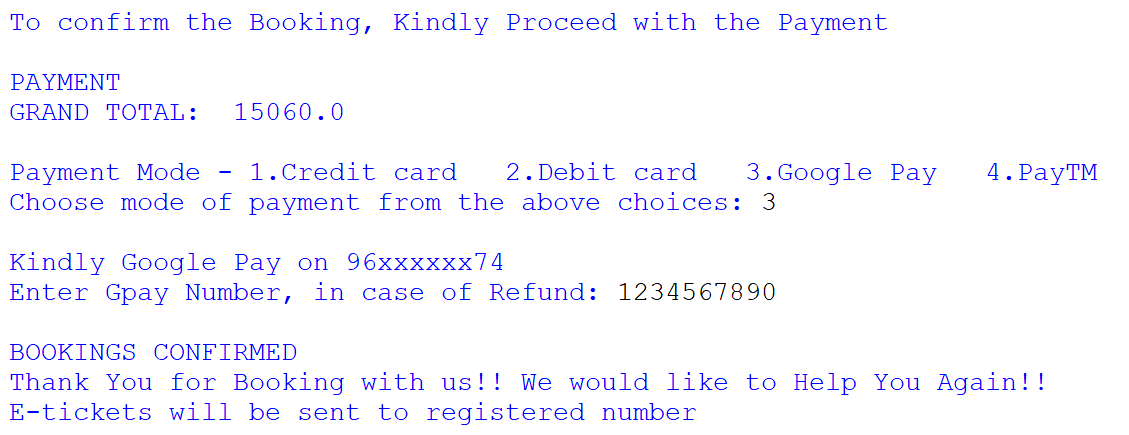 To confirm the Booking, Kindly Proceed with the Payment
PAYMENT
GRAND TOTAL:  15060.0
Payment Mode - 1.Credit card   2.Debit card   3.Google Pay   4.PayTM
Choose mode of payment from the above choices: 3
Kindly Google Pay on 96xxxxxx74
Enter Gpay Number, in case of Refund: 1234567890
BOOKINGS CONFIRMED
Thank You for Booking with us!! We would like to Help You Again!!
E-tickets will be sent to registered number